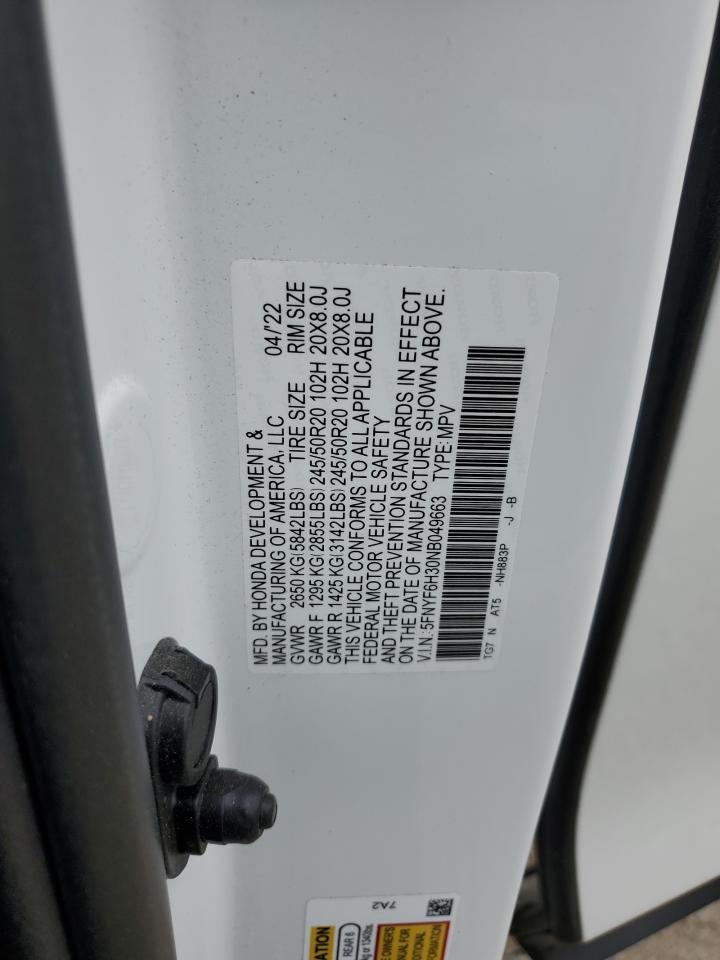 MFD. BY HONDA DEVELOPMENT &
MANUFACTURING OF AMERICA, LLC 04/'22
GVWR 2650 KG(5842LBS) TIRE SIZE RIM SIZE
GAWR F 1295 KG(2855LBS) 245/50R20 102H 20X8.0J
GAWR R 1425 KG(3142LBS) 245/50R20 102H 20X8.0J
THIS VEHICLE CONFORMS TO ALL APPLICABLE
FEDERAL MOTOR VEHICLE SAFETY
AND THEFT PREVENTION STANDARDS IN EFFECT
ON THE DATE OF MANUFACTURE SHOWN ABOVE.
V.I.N.:5FNYF6H30NB049663 TYPE:MPV
TG7 N AT5 -NH883P -J -B
7A2
REAR 6